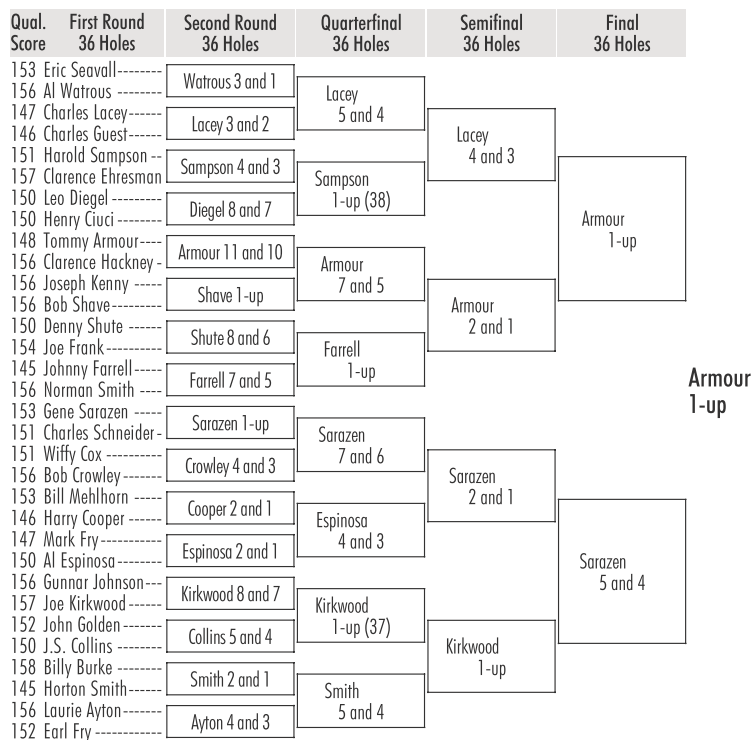 Qual. First Round Second Round Quarterfinal Semifinal Final
Score 36 Holes 36 Holes 36 Holes 36 Holes 36 Holes
153 Eric Seavall--------
156 Al Watrous --------
Watrous 3 and 1
147 Charles Lacey------
146 Charles Guest------
Lacey 3 and 2
151 Harold Sampson --
157 Clarence Ehresman
Sampson 4 and 3
150 Leo Diegel --------
150 Henry Ciuci --------
Diegel 8 and 7
148 Tommy Armour----
156 Clarence Hackney -
Armour 11 and 10
156 Joseph Kenny -----
156 Bob Shave---------
Shave 1-up
150 Denny Shute ------
154 Joe Frank----------
Shute 8 and 6
145 Johnny Farrell-----
156 Norman Smith ----
Farrell 7 and 5
153 Gene Sarazen -----
151 Charles Schneider-
Sarazen 1-up
151 Wiffy Cox ---------
156 Bob Crowley-------
Crowley 4 and 3
153 Bill Mehlhorn -----
146 Harry Cooper ------
Cooper 2 and 1
147 Mark Fry----------
150 Al Espinosa--------
Espinosa 2 and 1
156 Gunnar Johnson---
157 Joe Kirkwood------
Kirkwood 8 and 7
152 John Golden -------
150 J.S. Collins --------
Collins 5 and 4
158 Billy Burke --------
145 Horton Smith------
Smith 2 and 1
156 Laurie Ayton-------
152 Earl Fry-----------
Ayton 4 and 3
Lacey
5 and 4
Sampson
1-up (38)
Armour
7 and 5
Farrell
1-up
Sarazen
7 and 6
Espinosa
4 and 3
Kirkwood
1-up (37)
Smith
5 and 4
Lacey
4 and 3
Armour
2 and 1
Sarazen
2 and 1
Kirkwood
1-up
Armour
1-up
Sarazen
5 and 4
Armour
1-up